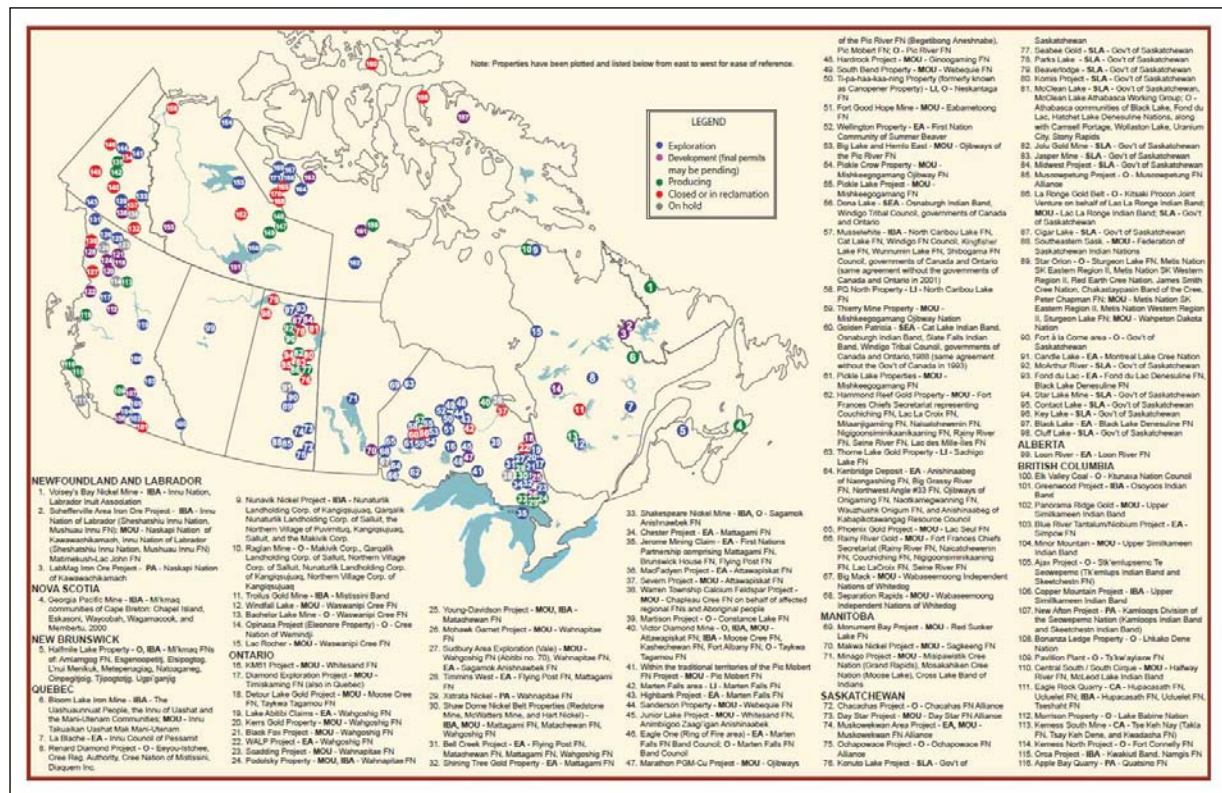 Note: Properties have been plotted and listed below from east to west for ease of reference.
LEGEND
Exploration
Development (final permits
may be pending)
Producing
Closed or in reclamation
On hold
NEWFOUNDLAND AND LABRADOR
1. Voisey's Bay Nickel Mine - IBA - Innu Nation,
Labrador Inuit Association
2. Schefferville Area Iron Ore Project - IBA - Innu
Nation of Labrador (Sheshatshiu Innu Nation,
Mushuau Innu FN); MOU - Naskapi Nation of
Kawawachikamach, Innu Nation of Labrador
(Sheshatshiu Innu Nation, Mushuau Innu FN)
Matimekush-Lac John FN
3. LabMag Iron Ore Project - PA - Naskapi Nation
of Kawawachikamach
NOVA SCOTIA
4. Georgia Pacific Mine - IBA - Mi'kmaq
communities of Cape Breton: Chapel Island,
Eskasoni, Waycobah, Wagamacook, and
Membertu, 2000
NEW BRUNSWICK
5. Halfmile Lake Property - O, IBA - Mi'kmaq FNs
of: Amlamgog FN, Esgenoopetitj, Elsipogtog,
L'nui Menikuk, Metepenagiag, Natoaganeg,
Oinpegitjoig, Tjipogtotjg, Ugpi'ganjig
QUEBEC
6. Bloom Lake Iron Mine - IBA - The
Uashaunnuat People, the Innu of Uashat and
the Mani-Utenam Communities; MOU - Innu
Takuaikan Uashat Mak Mani-Utenam
7. La Blache - EA - Innu Council of Pessamit
8. Renard Diamond Project - O - Eeyou-Istchee,
Cree Reg. Authority, Cree Nation of Mistissini,
Diaquem Inc.
9. Nunavik Nickel Project - IBA - Nunaturlik
Landholding Corp. of Kangiqsujuaq, Qarqalik
Nunaturlik Landholding Corp. of Salluit, the
Northern Village of Puvirnituq, Kangiqsujuaq,
Salluit, and the Makivik Corp.
10. Raglan Mine - O - Makivik Corp., Qarqalik
Landholding Corp. of Salluit, Northern Village
Corp. of Salluit, Nunaturlik Landholding Corp.
of Kangiqsujuaq, Northern Village Corp. of
Kangiqsujuaq
11. Troilus Gold Mine - IBA - Mistissini Band
12. Windfall Lake - MOU - Waswanipi Cree FN
13. Bachelor Lake Mine - O - Waswanipi Cree FN
14. Opinaca Project (Eleonore Property) - O - Cree
Nation of Wemindji
15. Lac Rocher - MOU - Waswanipi Cree FN
ONTARIO
16. KM61 Project - MOU - Whitesand FN
17. Diamond Exploration Project - MOU -
Timiskaming FN (also in Quebec)
18. Detour Lake Gold Project - MOU - Moose Cree
FN, Taykwa Tagamou FN
19. Lake Abitibi Claims - EA - Wahgoshig FN
20. Kerrs Gold Property - MOU - Wahgoshig FN
21. Black Fox Project - MOU - Wahgoshig FN
22. WALP Project - EA - Wahgoshig FN
23. Scadding Project - MOU - Wahnapitae FN
24. Podolsky Property - MOU, IBA - Wahnapitae FN
25. Young-Davidson Project - MOU, IBA -
Matachewan FN
26. Mohawk Garnet Project - MOU - Wahnapitae
FN
27. Sudbury Area Exploration (Vale) - MOU -
Wahgoshig FN (Abitibi no. 70), Wahnapitae FN,
EA - Sagamok Anishnawbek FN
28. Timmins West - EA - Flying Post FN, Mattagami
FN
29. Xstrata Nickel - PA - Wahnapitae FN
30. Shaw Dome Nickel Belt Properties (Redstone
Mine, McWatters Mine, and Hart Nickel) -
IBA, MOU - Mattagami FN, Matachewan FN,
Wahgoshig FN
31. Bell Creek Project - EA - Flying Post FN,
Matachewan FN, Mattagami FN, Wahgoshig FN
32. Shining Tree Gold Property - EA - Mattagami FN
33. Shakespeare Nickel Mine - IBA, O - Sagamok
Anishnawbek FN
34. Chester Project - EA - Mattagami FN
35. Jerome Mining Claim - EA - First Nations
Partnership comprising Mattagami FN,
Brunswick House FN, Flying Post FN
36. MacFadyen Project - EA - Attawapiskat FN
37. Severn Project - MOU - Attawapiskat FN
38. Warren Township Calcium Feldspar Project -
MOU - Chapleau Cree FN on behalf of affected
regional FNs and Aboriginal people
39. Martison Project - O - Constance Lake FN
40. Victor Diamond Mine - O, IBA, MOU -
Attawapiskat FN; IBA - Moose Cree FN,
Kashechewan FN, Fort Albany FN; O - Taykwa
Tagamou FN
41. Within the traditional territories of the Pic Mobert
FN Project - MOU - Pic Mobert FN
42. Marten Falls area - LI - Marten Falls FN
43. Highbank Project - EA - Marten Falls FN
44. Sanderson Property - MOU - Webequie FN
45. Junior Lake Project - MOU - Whitesand FN,
Animbiigoo Zaag'igan Anishinaabek FN
46. Eagle One (Ring of Fire area) - EA - Marten
Falls FN Band Council; O - Marten Falls FN
Band Council
47. Marathon PGM-Cu Project - MOU - Ojibways
of the Pic River FN (Begetibong Aneshnabe),
Pic Mobert FN; O - Pic River FN
48. Hardrock Project - MOU - Ginoogaming FN
49. South Bend Property - MOU - Webequie FN
50. Ti-pa-haa-kaa-ning Property (formerly known
as Canopener Property) - LI, O - Neskantaga
FN
51. Fort Good Hope Mine - MOU - Eabametoong
FN
52. Wellington Property - EA - First Nation
Community of Summer Beaver
53. Big Lake and Hemlo East - MOU - Ojibways of
the Pic River FN
54. Pickle Crow Property - MOU -
Mishkeegogamang Ojibway FN
55. Pickle Lake Project - MOU -
Mishkeegogamang FN
56. Dona Lake - SEA - Osnaburgh Indian Band,
Windigo Tribal Council, governments of Canada
and Ontario
57. Musselwhite - IBA - North Caribou Lake FN,
Cat Lake FN, Windigo FN Council, Kingfisher
Lake FN, Wunnumin Lake FN, Shibogama FN
Council, governments of Canada and Ontario
(same agreement without the governments of
Canada and Ontario in 2001)
58. PQ North Property - LI - North Caribou Lake
FN
59. Thierry Mine Property - MOU -
Mishkeegogamang Ojibway Nation
60. Golden Patricia - SEA - Cat Lake Indian Band,
Osnaburgh Indian Band, Slate Falls Indian
Band, Windigo Tribal Council, governments of
Canada and Ontario,1988 (same agreement
without the Gov't of Canada in 1993)
61. Pickle Lake Properties - MOU -
Mishkeegogamang FN
62. Hammond Reef Gold Property - MOU - Fort
Frances Chiefs Secretariat representing
Couchiching FN, Lac La Croix FN,
Mitaanjigaming FN, Naicatchewenin FN,
Nigigoonsiminikaanikaaning FN, Rainy River
FN, Seine River FN, Lac des Mille-Iles FN
63. Thorne Lake Gold Property - LI - Sachigo
Lake FN
64. Kenbridge Deposit - EA - Anishinaabeg
of Naongashiing FN, Big Grassy River
FN, Northwest Angle #33 FN, Ojibways of
Onigaming FN, Naotkamegwanning FN,
Wauzhushk Onigum FN, and Anishinaabeg of
Kabapikotawangag Resource Council
65. Phoenix Gold Project - MOU - Lac Seul FN
66. Rainy River Gold - MOU - Fort Frances Chiefs
Secretariat (Rainy River FN, Naicatchewenin
FN, Couchiching FN, Nigigoonsiminikaaning
FN, Lac LaCroix FN, Seine River FN
67. Big Mack - MOU - Wabaseemoong Independent
Nations of Whitedog
68. Separation Rapids - MOU - Wabaseemoong
Independent Nations of Whitedog
MANITOBA
69. Monument Bay Project - MOU - Red Sucker
Lake FN
70. Makwa Nickel Project - MOU - Sagkeeng FN
71. Minago Project - MOU - Misipawistik Cree
Nation (Grand Rapids), Mosakahiken Cree
Nation (Moose Lake), Cross Lake Band of
Indians
SASKATCHEWAN
72. Chacachas Project - O - Chacachas FN Alliance
73. Day Star Project - MOU - Day Star FN Alliance
74. Muscowekwan Area Project - EA, MOU -
Muskowekwan FN Alliance
75. Ochapowace Project - O - Ochapowace FN
Alliance
76. Konuto Lake Project - SLA - Gov't of
Saskatchewan
77. Seabee Gold - SLA - Gov't of Saskatchewan
78. Parks Lake - SLA - Gov't of Saskatchewan
79. Beaverlodge - SLA - Gov't of Saskatchewan
80. Komis Project - SLA - Gov't of Saskatchewan
81. McClean Lake - SLA - Gov't of Saskatchewan,
McClean Lake Athabasca Working Group; O -
Athabasca communities of Black Lake, Fond du
Lac, Hatchet Lake Denesuline Nations, along
with Camsell Portage, Wollaston Lake, Uranium
City, Stony Rapids
82. Jolu Gold Mine - SLA - Gov't of Saskatchewan
83. Jasper Mine - SLA - Gov't of Saskatchewan
84. Midwest Project - SLA - Gov't of Saskatchewan
85. Muscowpetung Project - O - Muscowpetung FN
Alliance
86. La Ronge Gold Belt - O - Kitsaki Procon Joint
Venture on behalf of Lac La Ronge Indian Band;
MOU - Lac La Ronge Indian Band; SLA - Gov't
of Saskatchewan
87. Cigar Lake - SLA - Gov't of Saskatchewan
88. Southeastern Sask. - MOU - Federation of
Saskatchewan Indian Nations
89. Star Orion - O - Sturgeon Lake FN, Metis Nation
SK Eastern Region II, Metis Nation SK Western
Region II, Red Earth Cree Nation, James Smith
Cree Nation, Chakastaypasin Band of the Cree,
Peter Chapman FN; MOU - Metis Nation SK
Eastern Region II, Metis Nation Western Region
II, Sturgeon Lake FN; MOU - Wahpeton Dakota
Nation
90. Fort à la Corne area - O - Gov't of
Saskatchewan
91. Candle Lake - EA - Montreal Lake Cree Nation
92. McArthur River - SLA - Gov't of Saskatchewan
93. Fond du Lac - EA - Fond du Lac Denesuline FN,
Black Lake Denesuline FN
94. Star Lake Mine - SLA - Gov't of Saskatchewan
95. Contact Lake - SLA - Gov't of Saskatchewan
96. Key Lake - SLA - Gov't of Saskatchewan
97. Black Lake - EA - Black Lake Denesuline FN
98. Cluff Lake - SLA - Gov't of Saskatchewan
ALBERTA
99. Loon River - EA - Loon River FN
BRITISH COLUMBIA
100. Elk Valley Coal - O - Ktunaxa Nation Council
101. Greenwood Project - IBA - Osoyoos Indian
Band
102. Panorama Ridge Gold - MOU - Upper
Similkameen Indian Band
103. Blue River Tantalum/Niobium Project - EA -
Simpcw FN
104. Minor Mountain - MOU - Upper Similkameen
Indian Band
105. Ajax Project - O - Stk'emlupsemc Te
Secwepemc (Tk'emlups Indian Band and
Skeetchestn FN)
106. Copper Mountain Project - IBA - Upper
Similkameen Indian Band
107. New Afton Project - PA - Kamloops Division of
the Secwepemc Nation (Kamloops Indian Band
and Skeetchestn Indian Band)
108. Bonanza Ledge Property - O - Lhtako Dene
Nation
109. Pavilion Plant - O - Ts'kw'aylaxw FN
110. Central South / South Cirque - MOU - Halfway
River FN, McLeod Lake Indian Band
111. Eagle Rock Quarry - CA - Hupacasath FN,
Ucluelet FN; IBA - Hupacasath FN, Ucluelet FN,
Tseshaht FN
112. Morrison Property - O - Lake Babine Nation
113. Kemess South Mine - CA - Tse Keh Nay (Takla
FN, Tsay Keh Dene, and Kwadacha FN)
114. Kemess North Project - O - Fort Connelly FN
115. Orca Project - IBA - Kwakiutl Band, Namgis FN
116. Apple Bay Quarry - PA - Quatsino FN